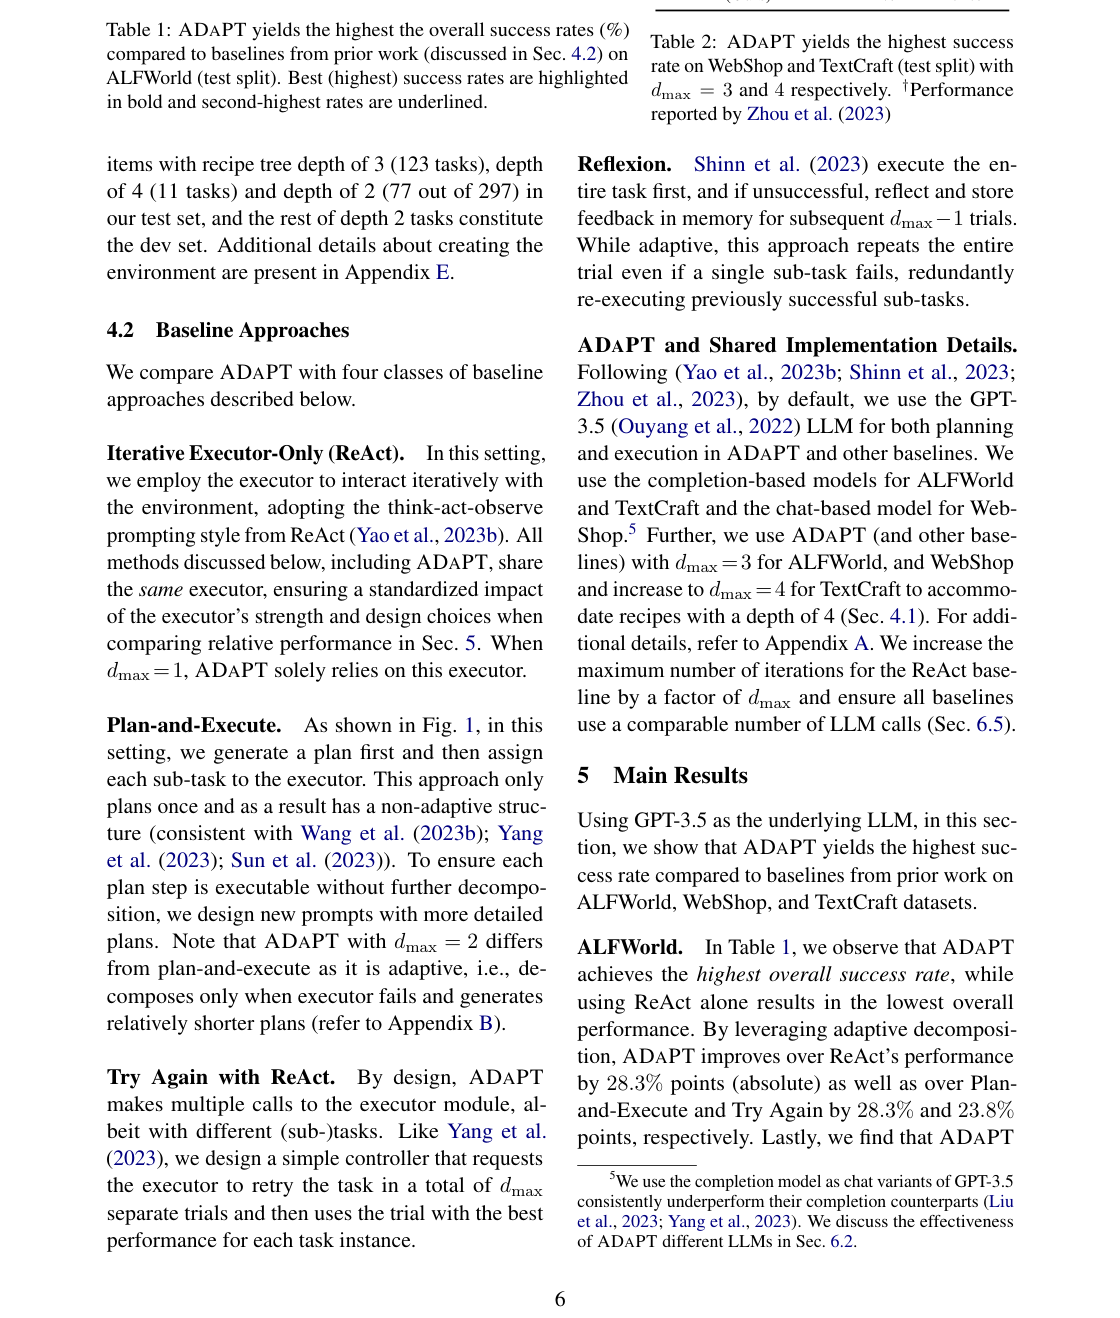 Table 1: ADAPT yields the highest the overall success rates (%)
compared to baselines from prior work (discussed in Sec. 4.2) on
ALFWorld (test split). Best (highest) success rates are highlighted
in bold and second-highest rates are underlined.
Table 2: ADAPT yields the highest success
rate on WebShop and TextCraft (test split) with
dmax = 3 and 4 respectively. †Performance
reported by Zhou et al. (2023)
items with recipe tree depth of 3 (123 tasks), depth
of 4 (11 tasks) and depth of 2 (77 out of 297) in
our test set, and the rest of depth 2 tasks constitute
the dev set. Additional details about creating the
environment are present in Appendix E.
4.2 Baseline Approaches
We compare ADAPT with four classes of baseline
approaches described below.
Iterative Executor-Only (ReAct). In this setting,
we employ the executor to interact iteratively with
the environment, adopting the think-act-observe
prompting style from ReAct (Yao et al., 2023b). All
methods discussed below, including ADAPT, share
the same executor, ensuring a standardized impact
of the executor's strength and design choices when
comparing relative performance in Sec. 5. When
dmax = 1, ADAPT solely relies on this executor.
Plan-and-Execute. As shown in Fig. 1, in this
setting, we generate a plan first and then assign
each sub-task to the executor. This approach only
plans once and as a result has a non-adaptive struc-
ture (consistent with Wang et al. (2023b); Yang
et al. (2023); Sun et al. (2023)). To ensure each
plan step is executable without further decompo-
sition, we design new prompts with more detailed
plans. Note that ADAPT with dmax = 2 differs
from plan-and-execute as it is adaptive, i.e., de-
composes only when executor fails and generates
relatively shorter plans (refer to Appendix B).
Try Again with ReAct. By design, ADAPT
makes multiple calls to the executor module, al-
beit with different (sub-)tasks. Like Yang et al.
(2023), we design a simple controller that requests
the executor to retry the task in a total of dmax
separate trials and then uses the trial with the best
performance for each task instance.
Reflexion. Shinn et al. (2023) execute the en-
tire task first, and if unsuccessful, reflect and store
feedback in memory for subsequent dmax−1 trials.
While adaptive, this approach repeats the entire
trial even if a single sub-task fails, redundantly
re-executing previously successful sub-tasks.
ADAPT and Shared Implementation Details.
Following (Yao et al., 2023b; Shinn et al., 2023;
Zhou et al., 2023), by default, we use the GPT-
3.5 (Ouyang et al., 2022) LLM for both planning
and execution in ADAPT and other baselines. We
use the completion-based models for ALFWorld
and TextCraft and the chat-based model for Web-
Shop.5 Further, we use ADAPT (and other base-
lines) with dmax = 3 for ALFWorld, and WebShop
and increase to dmax = 4 for TextCraft to accommo-
date recipes with a depth of 4 (Sec. 4.1). For addi-
tional details, refer to Appendix A. We increase the
maximum number of iterations for the ReAct base-
line by a factor of dmax and ensure all baselines
use a comparable number of LLM calls (Sec. 6.5).
5 Main Results
Using GPT-3.5 as the underlying LLM, in this sec-
tion, we show that ADAPT yields the highest suc-
cess rate compared to baselines from prior work on
ALFWorld, WebShop, and TextCraft datasets.
ALFWorld. In Table 1, we observe that ADAPT
achieves the highest overall success rate, while
using ReAct alone results in the lowest overall
performance. By leveraging adaptive decomposi-
tion, ADAPT improves over ReAct's performance
by 28.3% points (absolute) as well as over Plan-
and-Execute and Try Again by 28.3% and 23.8%
points, respectively. Lastly, we find that ADAPT
5We use the completion model as chat variants of GPT-3.5
consistently underperform their completion counterparts (Liu
et al., 2023; Yang et al., 2023). We discuss the effectiveness
of ADAPT different LLMs in Sec. 6.2.
6